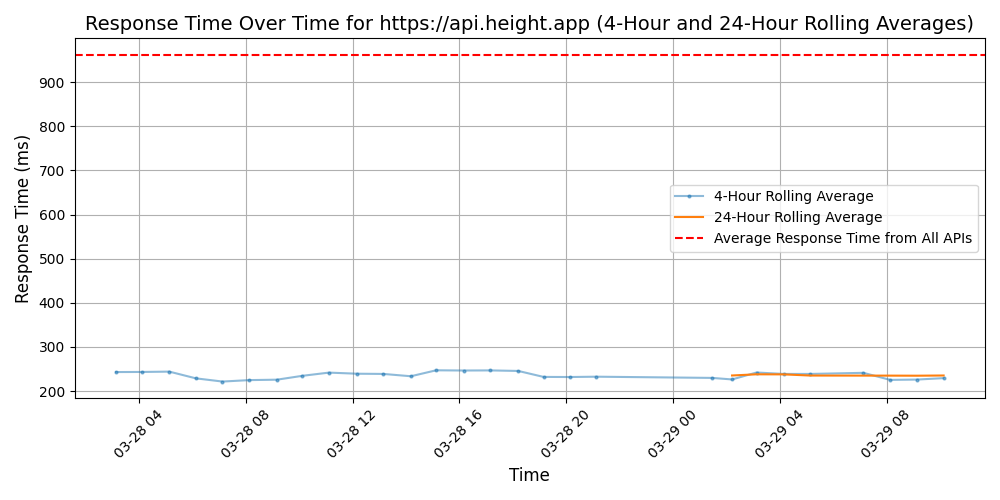 Response Time Over Time for https://api.height.app (4-Hour and 24-Hour Rolling Averages)
Response Time (ms)
900
800
700
600
500
400
300
200
4-Hour Rolling Average
24-Hour Rolling Average
Average Response Time from All APIs
03-28 04
03-28 08
03-28 12
03-28 16
03-28 20
03-29 00
03-29 04
03-29 08
Time